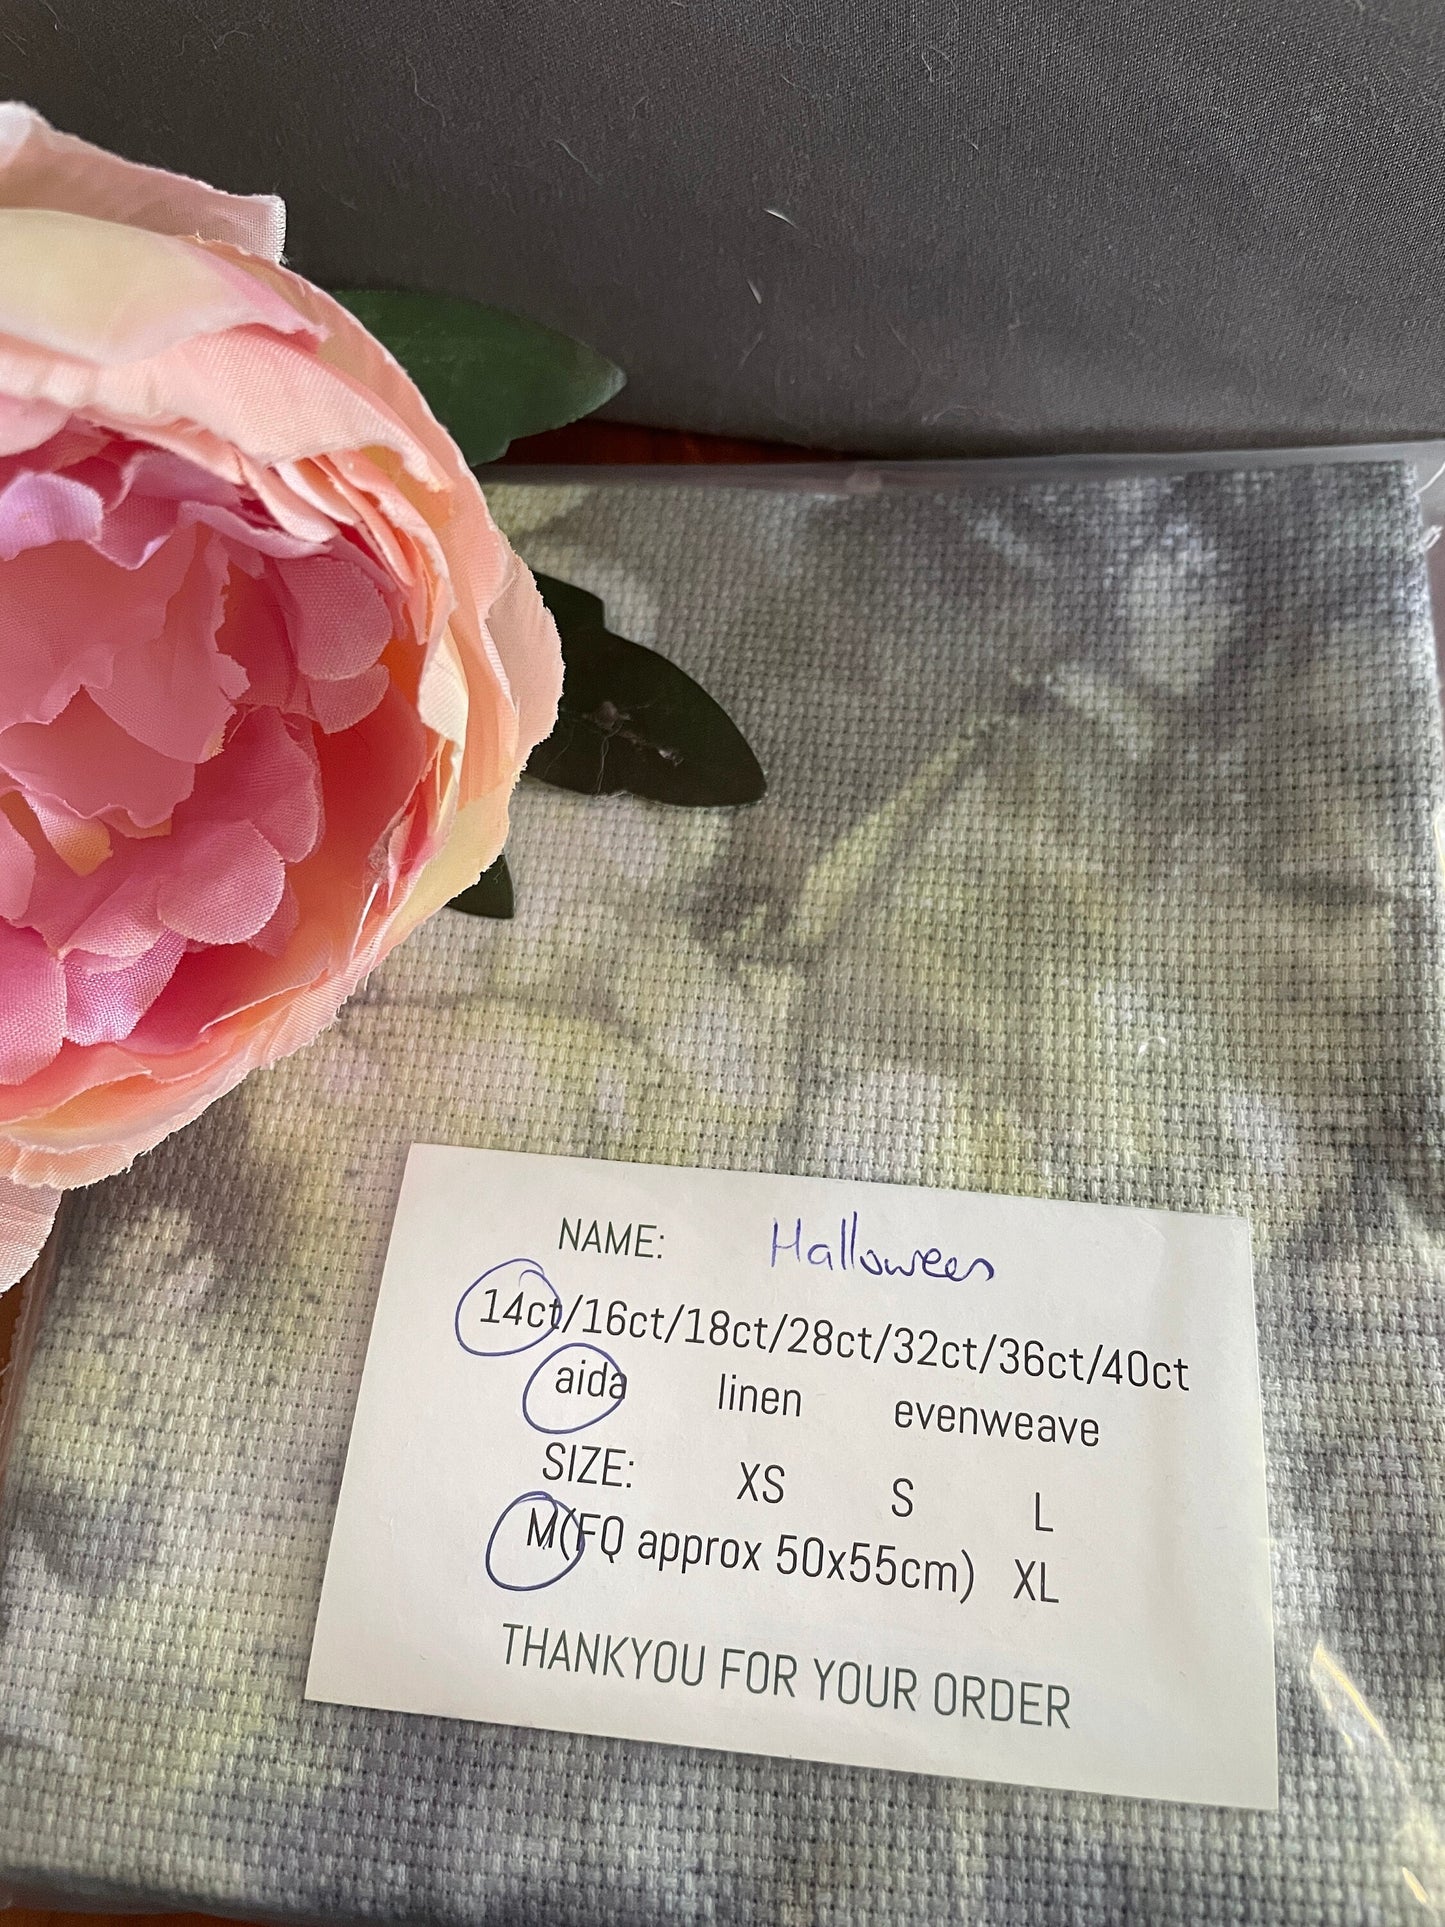 NAME: Halloween
14ct/16ct/18ct/28ct/32ct/36ct/40ct
aida linen evenweave
SIZE: XS S L
M(FQ approx 50x55cm) XL
THANKYOU FOR YOUR ORDER